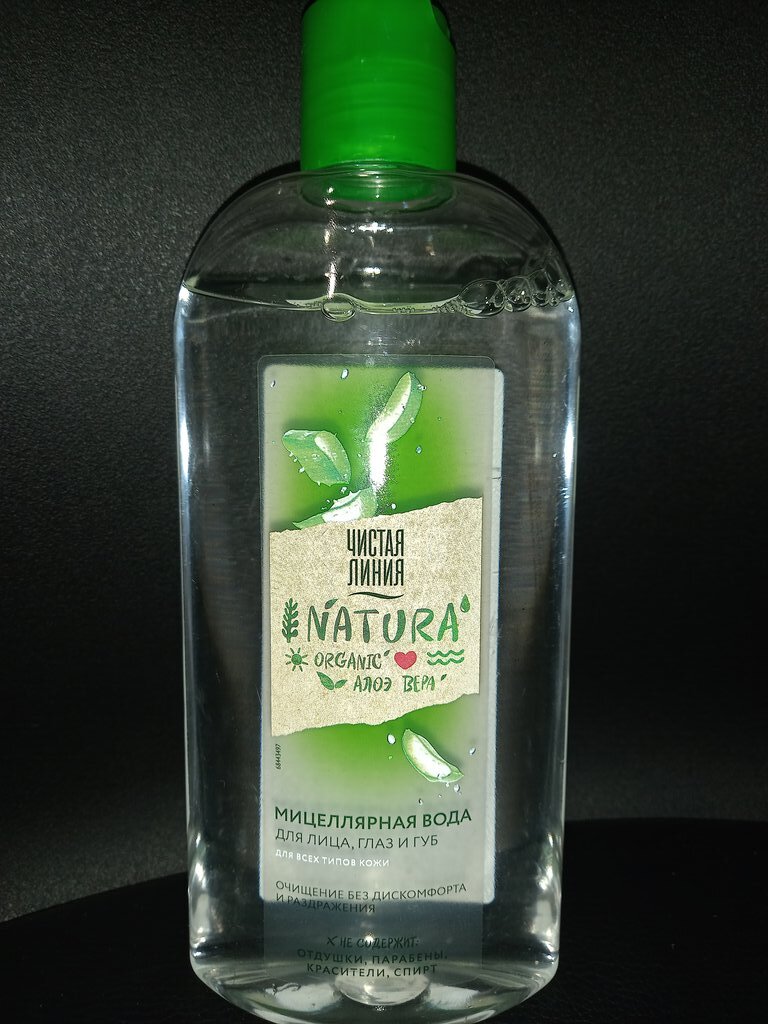 ЧИСТАЯ
ЛИНИЯ
NATURA
ORGANIC
АЛОЭ ВЕРА
68443497
МИЦЕЛЛЯРНАЯ ВОДА
ДЛЯ ЛИЦА, ГЛАЗ И ГУБ
ДЛЯ ВСЕХ ТИПОВ КОЖИ
ОЧИЩЕНИЕ БЕЗ ДИСКОМФОРТА
И РАЗДРАЖЕНИЯ
НЕ СОДЕРЖИТ:
ОТДУШКИ, ПАРАБЕНЫ,
КРАСИТЕЛИ, СПИРТ